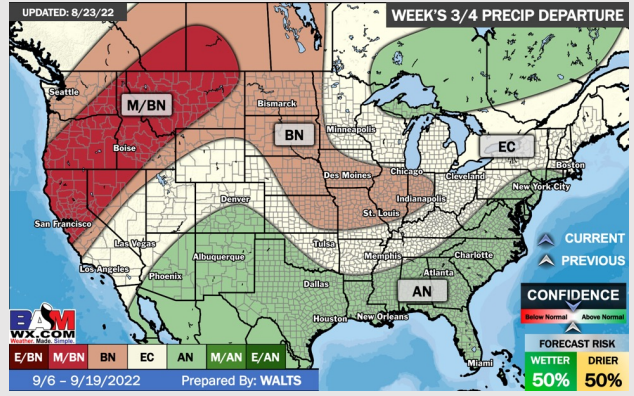 UPDATED: 8/23/22
WEEK'S 3/4 PRECIP DEPARTURE
Seattle
M/BN
Bismarck
BN
Minneapolis
EC
Boise
Boston
Chicago
Cleveland
Des Moines
New York City
Denver
Indianapolis
St. Louis
San Francisco
CURRENT
Las Vegas
Tulsa
Memphis
Charlotte
PREVIOUS
Los Angeles
Albuquerque
Phoenix
Atlanta
Dallas
AN
CONFIDENCE
Below Normal
Above Normal
Houston
New Orleans
BAM
WX.COM
Weather. Made. Simple.
FORECAST RISK
E/BN M/BN BN EC AN M/AN E/AN
Miami
WETTER
50%
DRIER
50%
9/6 – 9/19/2022
Prepared By: WALTS